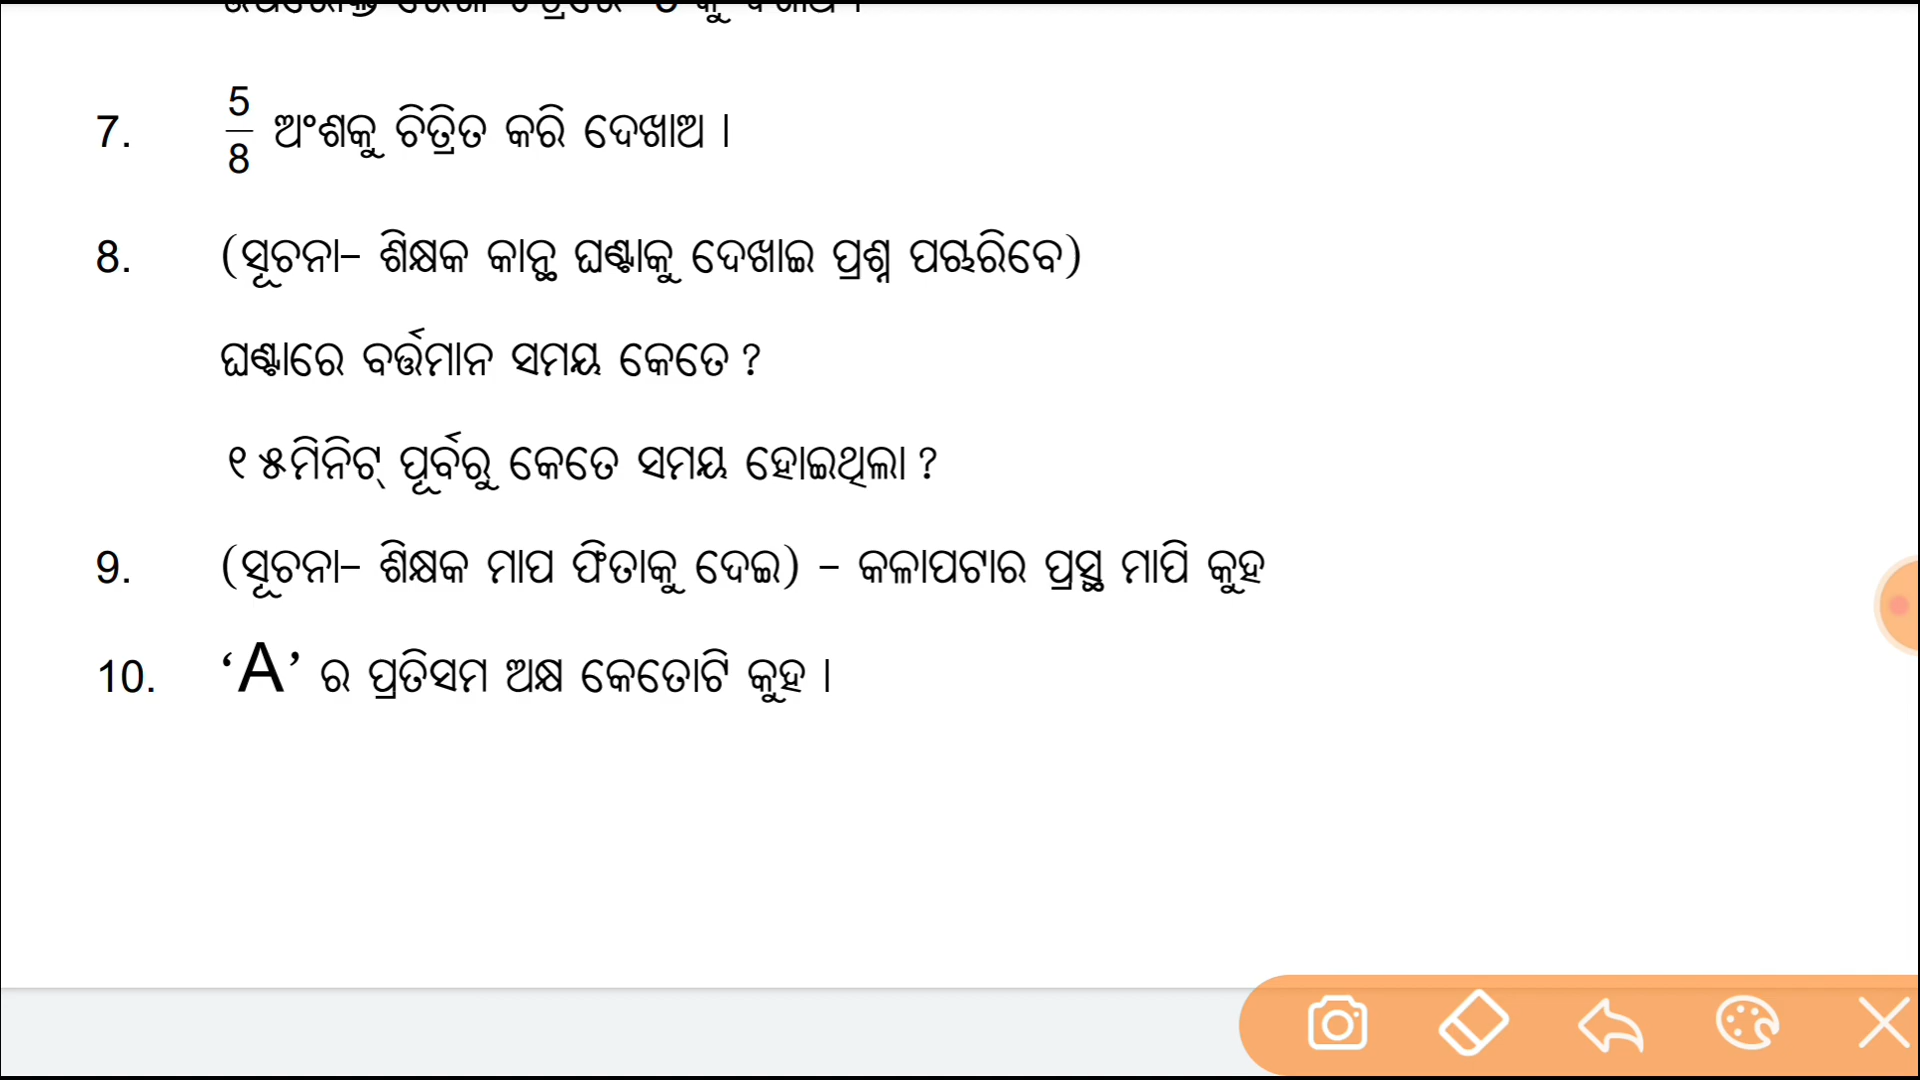 7. 5/8 ଅଂଶକୁ ଚିତ୍ରିତ କରି ଦେଖାଅ ।
8. (ସୂଚନା– ଶିକ୍ଷକ କାନ୍ଥ ଘଣ୍ଟାକୁ ଦେଖାଇ ପ୍ରଶ୍ନ ପଚ୍ଚରିବେ)
ଘଣ୍ଟାରେ ବର୍ତ୍ତମାନ ସମୟ କେତେ ?
୧୫ମିନିଟ୍ ପୂର୍ବରୁ କେତେ ସମୟ ହୋଇଥିଲା ?
9. (ସୂଚନା– ଶିକ୍ଷକ ମାପ ଫିତାକୁ ଦେଇ) – କଳାପଟାର ପ୍ରସ୍ଥ ମାପି କୁହ
10. ‘A’ ର ପ୍ରତିସମ ଅକ୍ଷ କେତୋଟି କୁହ ।